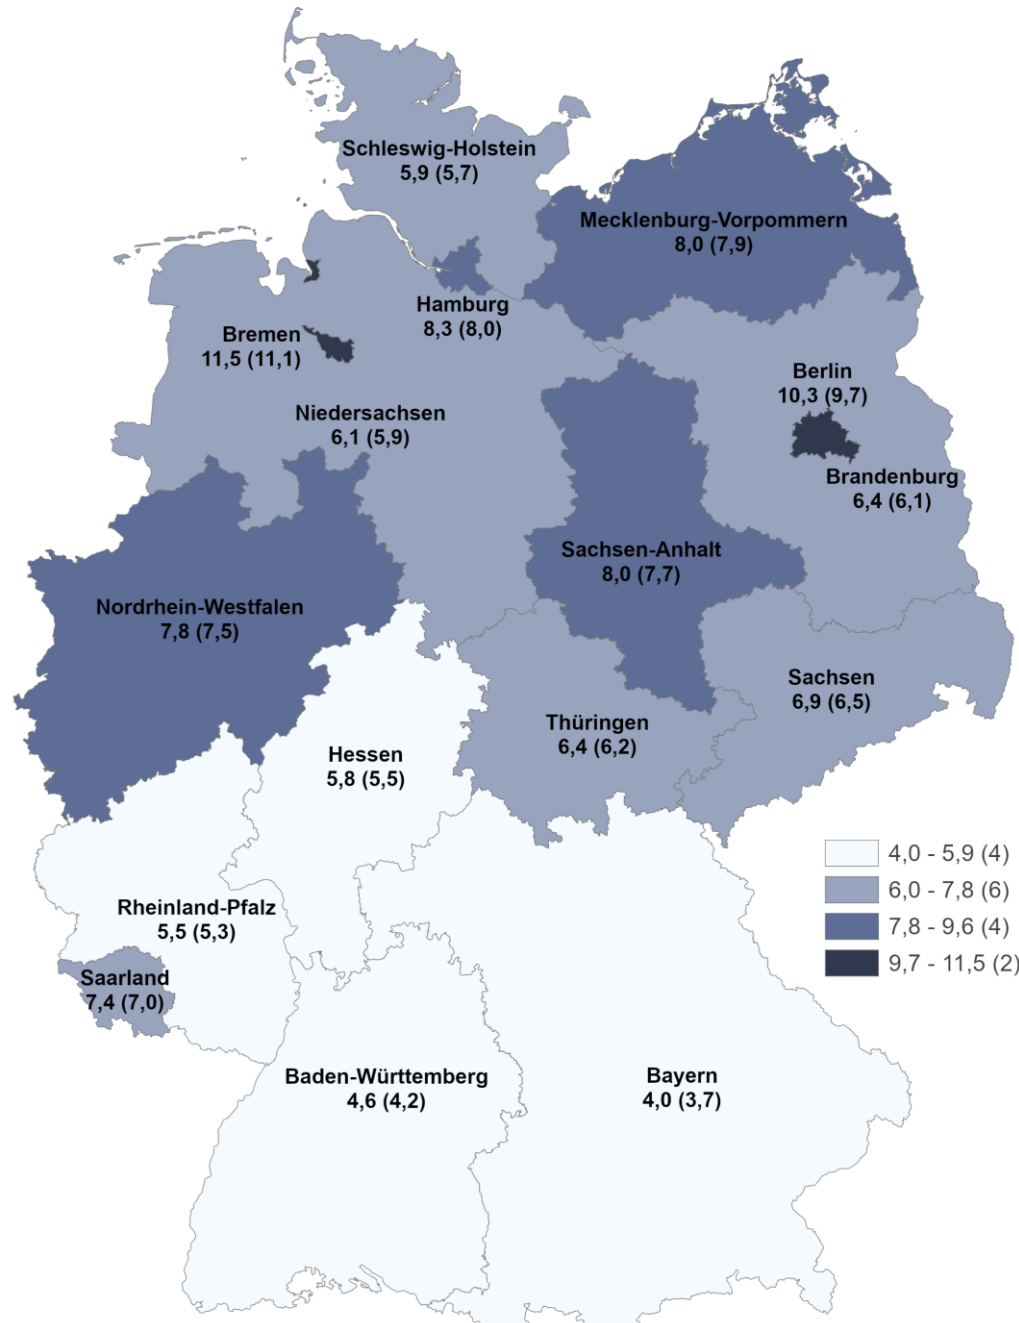 Schleswig-Holstein
5,9 (5,7)
Mecklenburg-Vorpommern
8,0 (7,9)
Hamburg
8,3 (8,0)
Bremen
11,5 (11,1)
Berlin
10,3 (9,7)
Niedersachsen
6,1 (5,9)
Brandenburg
6,4 (6,1)
Sachsen-Anhalt
8,0 (7,7)
Nordrhein-Westfalen
7,8 (7,5)
Sachsen
6,9 (6,5)
Thüringen
6,4 (6,2)
Hessen
5,8 (5,5)
Rheinland-Pfalz
5,5 (5,3)
Saarland
7,4 (7,0)
Baden-Württemberg
4,6 (4,2)
Bayern
4,0 (3,7)
4,0 - 5,9 (4)
6,0 - 7,8 (6)
7,8 - 9,6 (4)
9,7 - 11,5 (2)